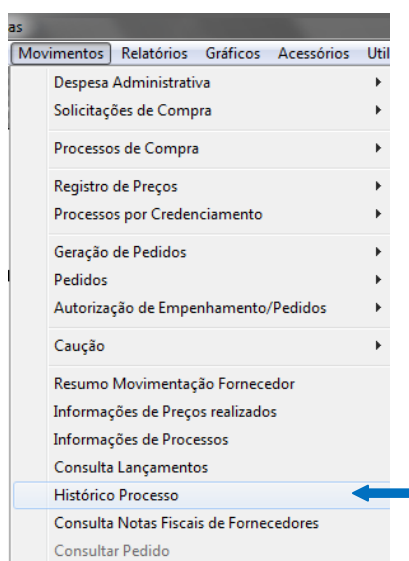 as
Movimentos Relatórios Gráficos Acessórios Util
Despesa Administrativa
Solicitações de Compra
Processos de Compra
Registro de Preços
Processos por Credenciamento
Geração de Pedidos
Pedidos
Autorização de Empenhamento/Pedidos
Caução
Resumo Movimentação Fornecedor
Informações de Preços realizados
Informações de Processos
Consulta Lançamentos
Histórico Processo
Consulta Notas Fiscais de Fornecedores
Consultar Pedido